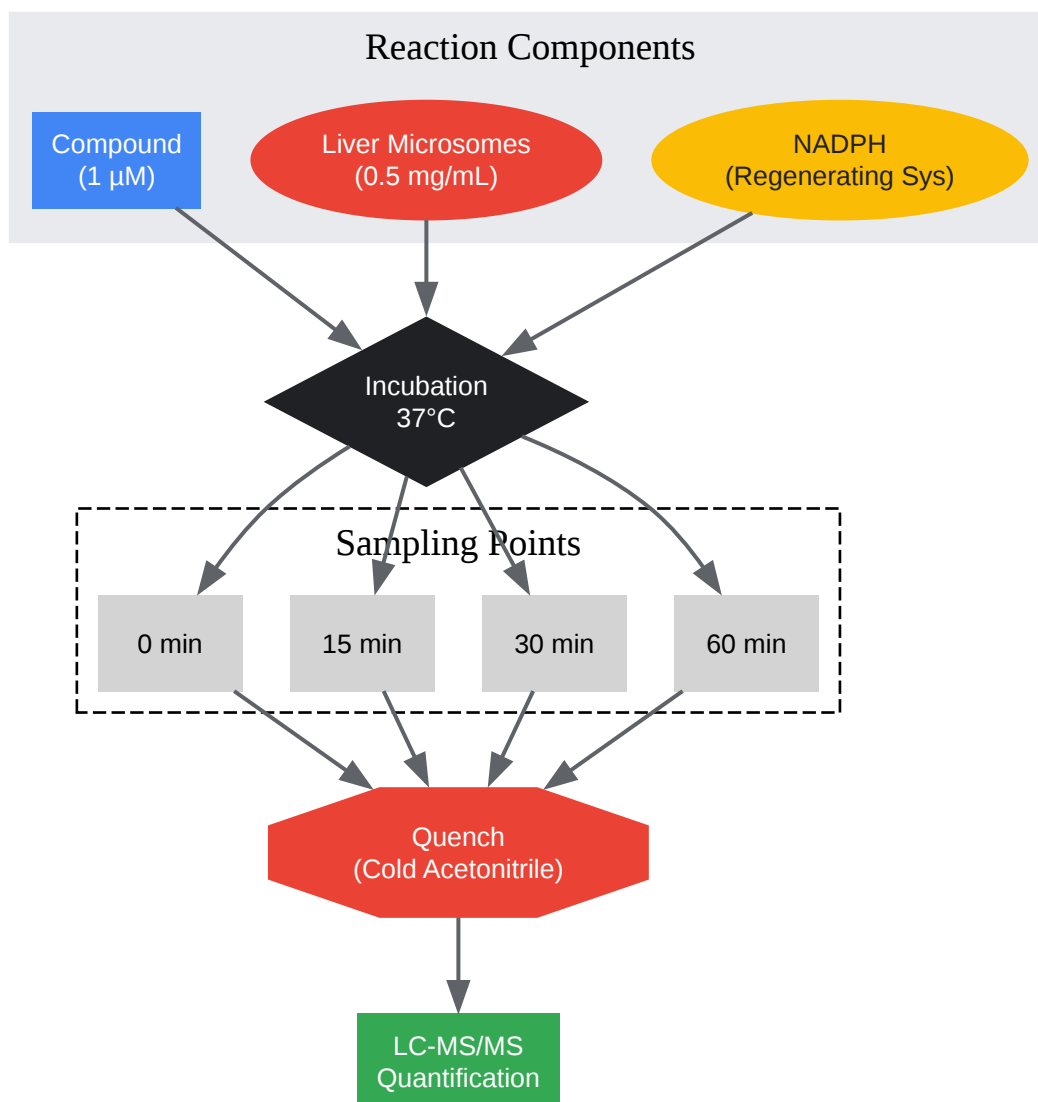 Reaction Components
Compound
(1 µM)
Liver Microsomes
(0.5 mg/mL)
NADPH
(Regenerating Sys)
Incubation
37°C
Sampling Points
0 min
15 min
30 min
60 min
Quench
(Cold Acetonitrile)
LC-MS/MS
Quantification